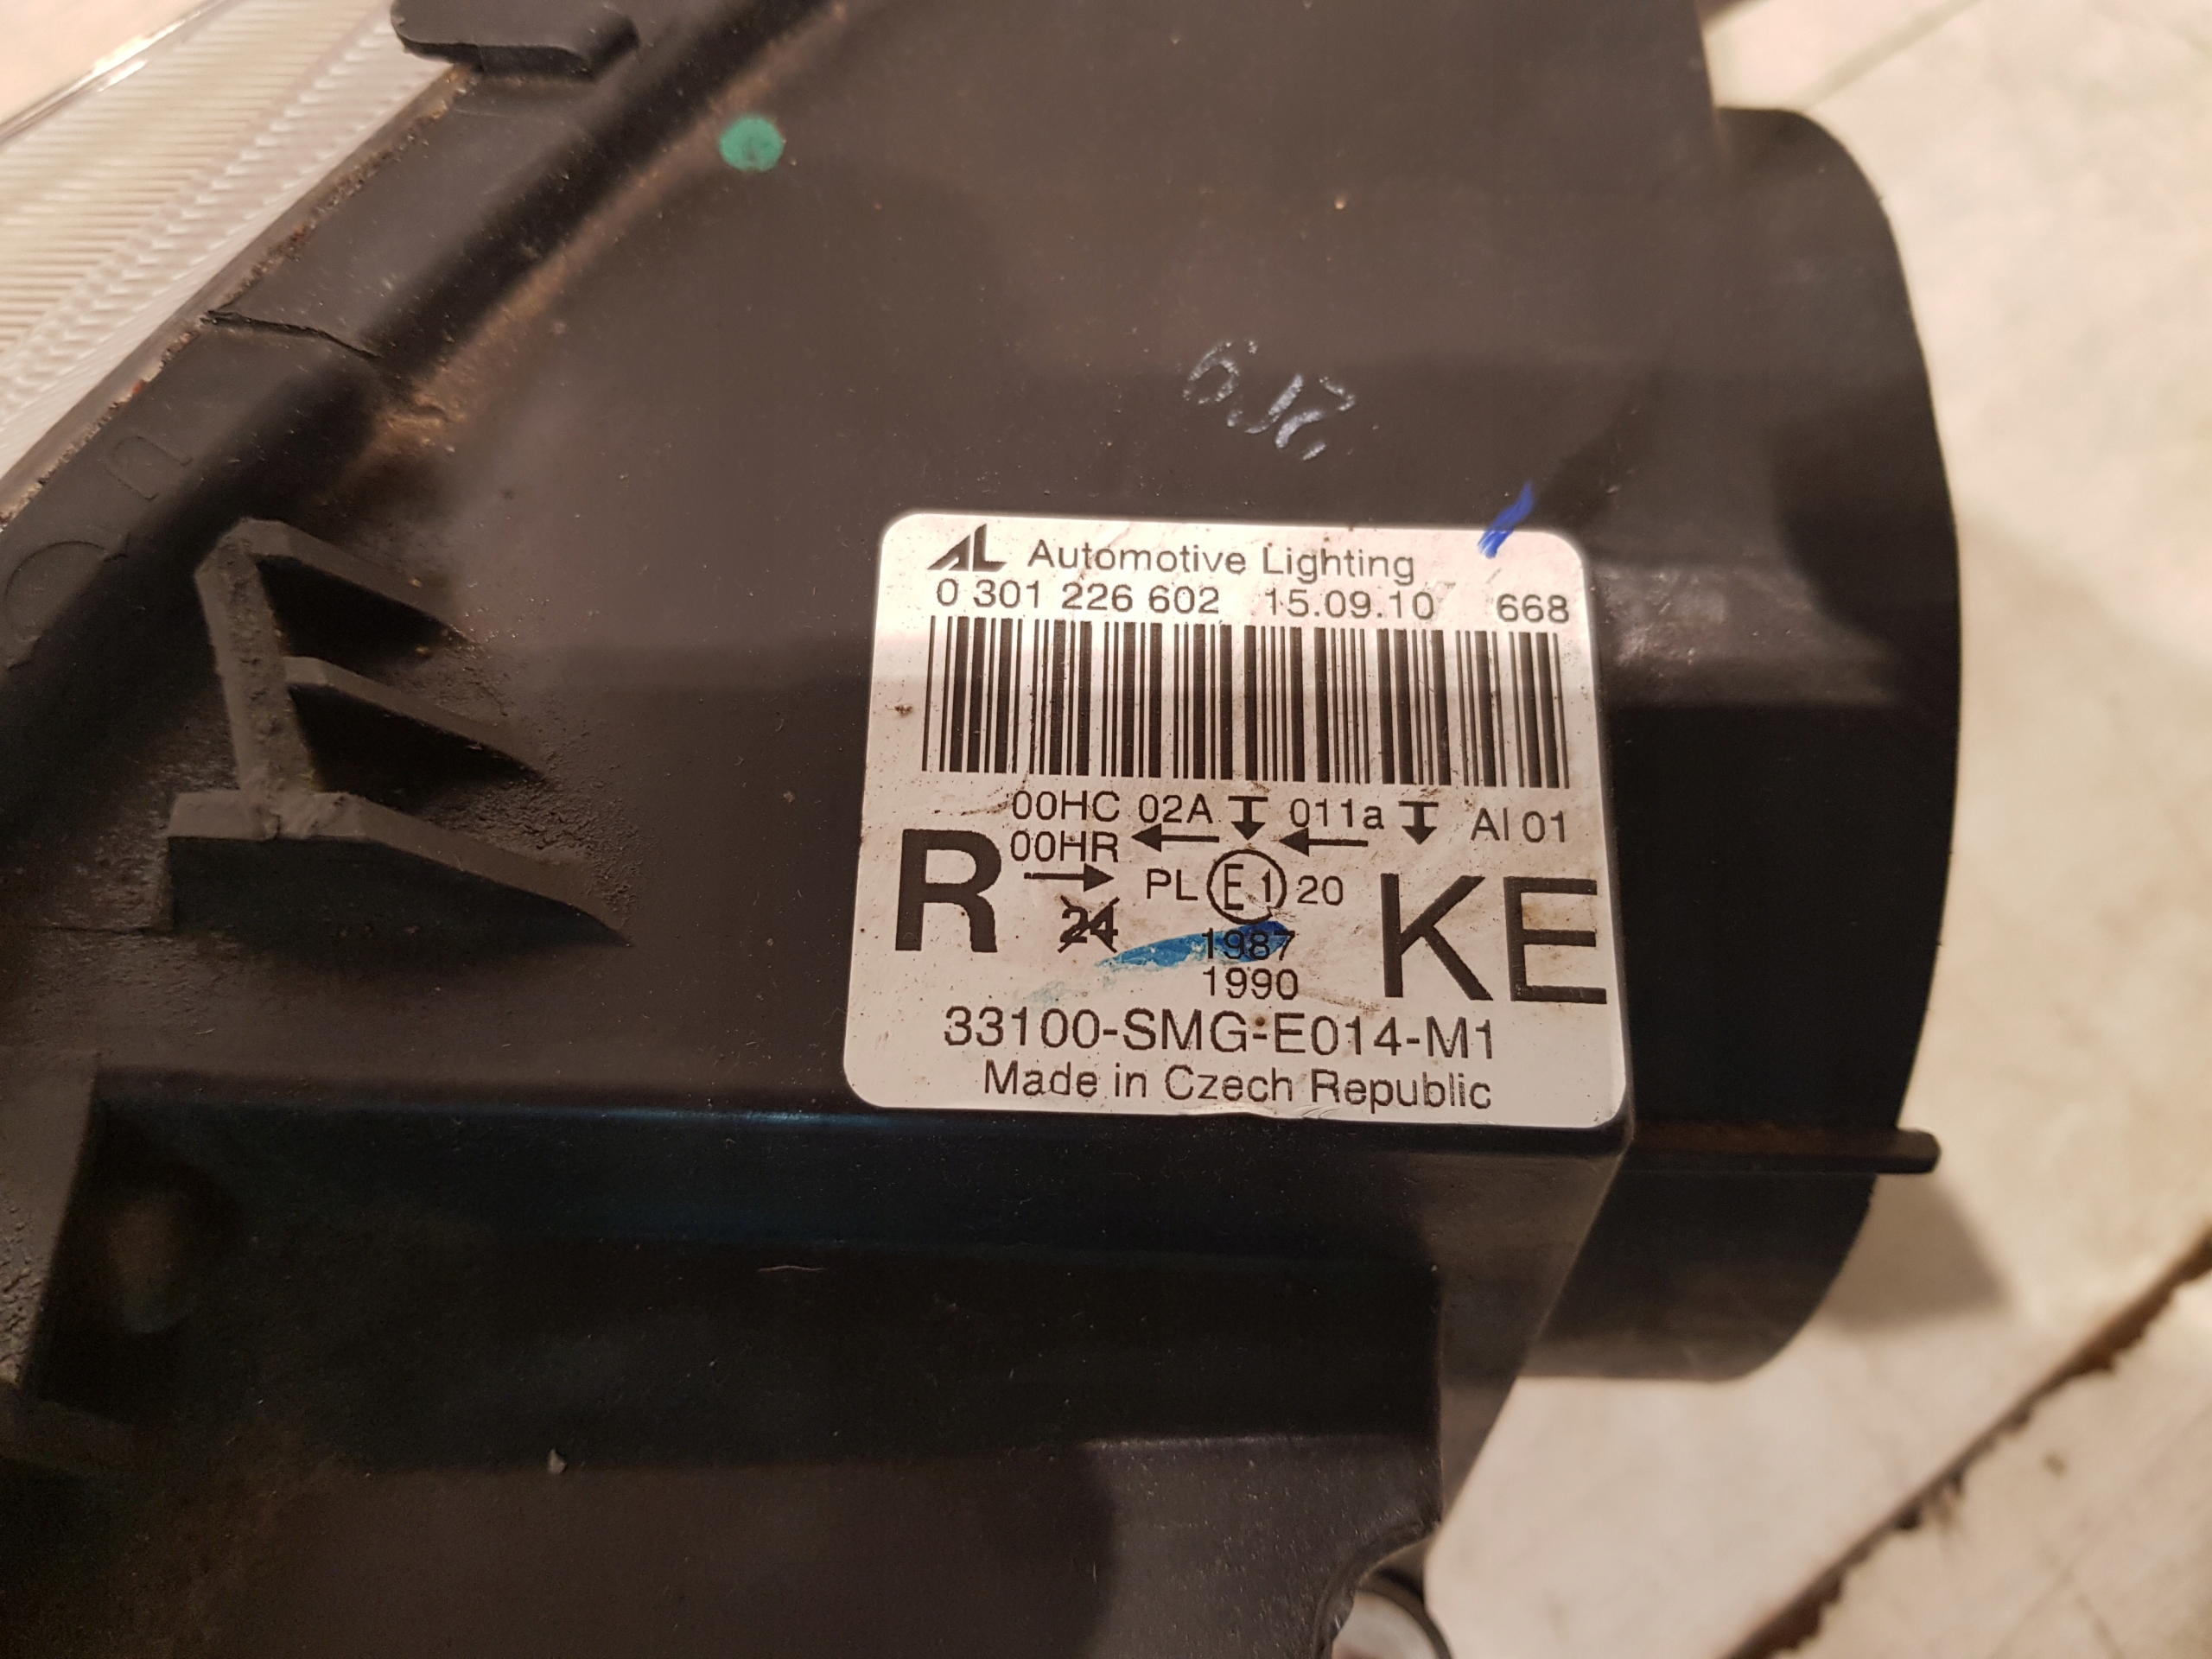 AL Automotive Lighting
0 301 226 602 15.09.10 668
00HC 02A 011a AI 01
00HR
R PL E1 20 KE
24
1987
1990
33100-SMG-E014-M1
Made in Czech Republic